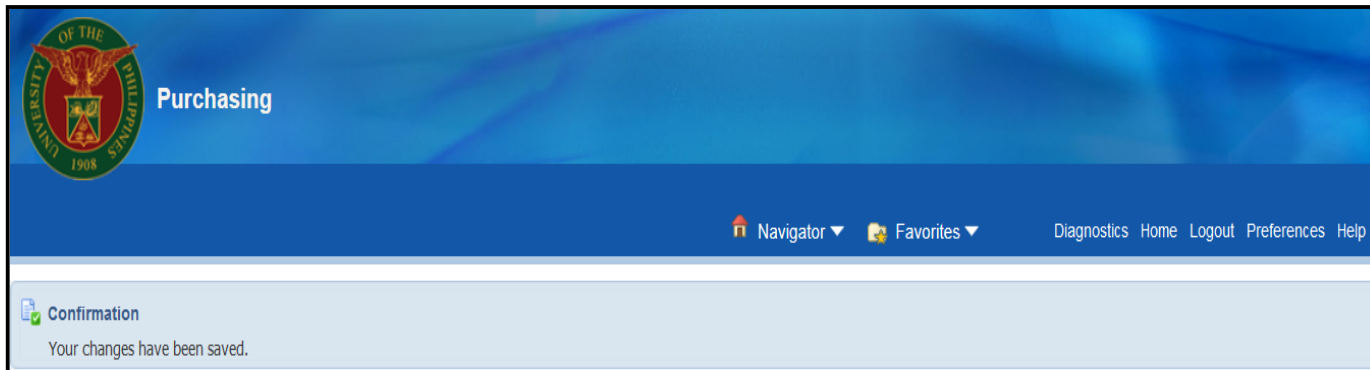 OF THE
UNIVERSITY
PHILIPPINES
1908
Purchasing
Navigator Favorites Diagnostics Home Logout Preferences Help
Confirmation
Your changes have been saved.